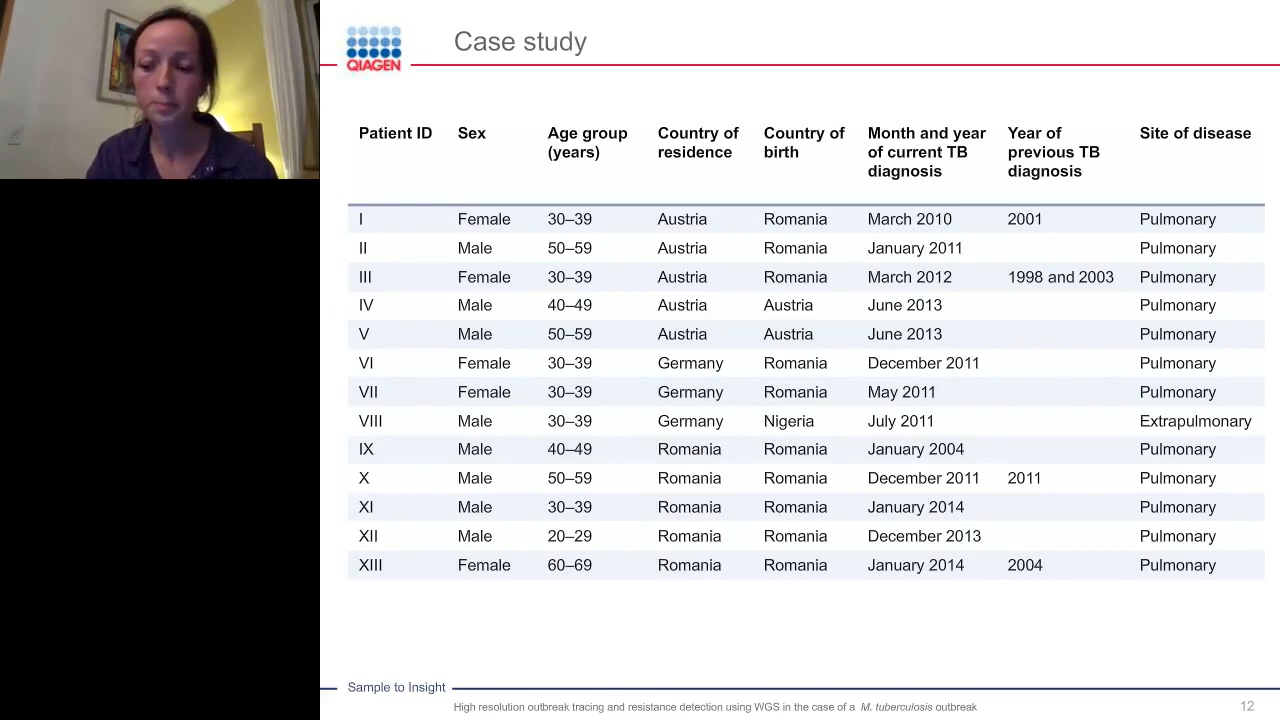 QIAGEN
Case study
Patient ID Sex Age group (years) Country of residence Country of birth Month and year of current TB diagnosis Year of previous TB diagnosis Site of disease
I Female 30–39 Austria Romania March 2010 2001 Pulmonary
II Male 50–59 Austria Romania January 2011 Pulmonary
III Female 30–39 Austria Romania March 2012 1998 and 2003 Pulmonary
IV Male 40–49 Austria Austria June 2013 Pulmonary
V Male 50–59 Austria Austria June 2013 Pulmonary
VI Female 30–39 Germany Romania December 2011 Pulmonary
VII Female 30–39 Germany Romania May 2011 Pulmonary
VIII Male 30–39 Germany Nigeria July 2011 Extrapulmonary
IX Male 40–49 Romania Romania January 2004 Pulmonary
X Male 50–59 Romania Romania December 2011 2011 Pulmonary
XI Male 30–39 Romania Romania January 2014 Pulmonary
XII Male 20–29 Romania Romania December 2013 Pulmonary
XIII Female 60–69 Romania Romania January 2014 2004 Pulmonary
Sample to Insight
High resolution outbreak tracing and resistance detection using WGS in the case of a M. tuberculosis outbreak
12